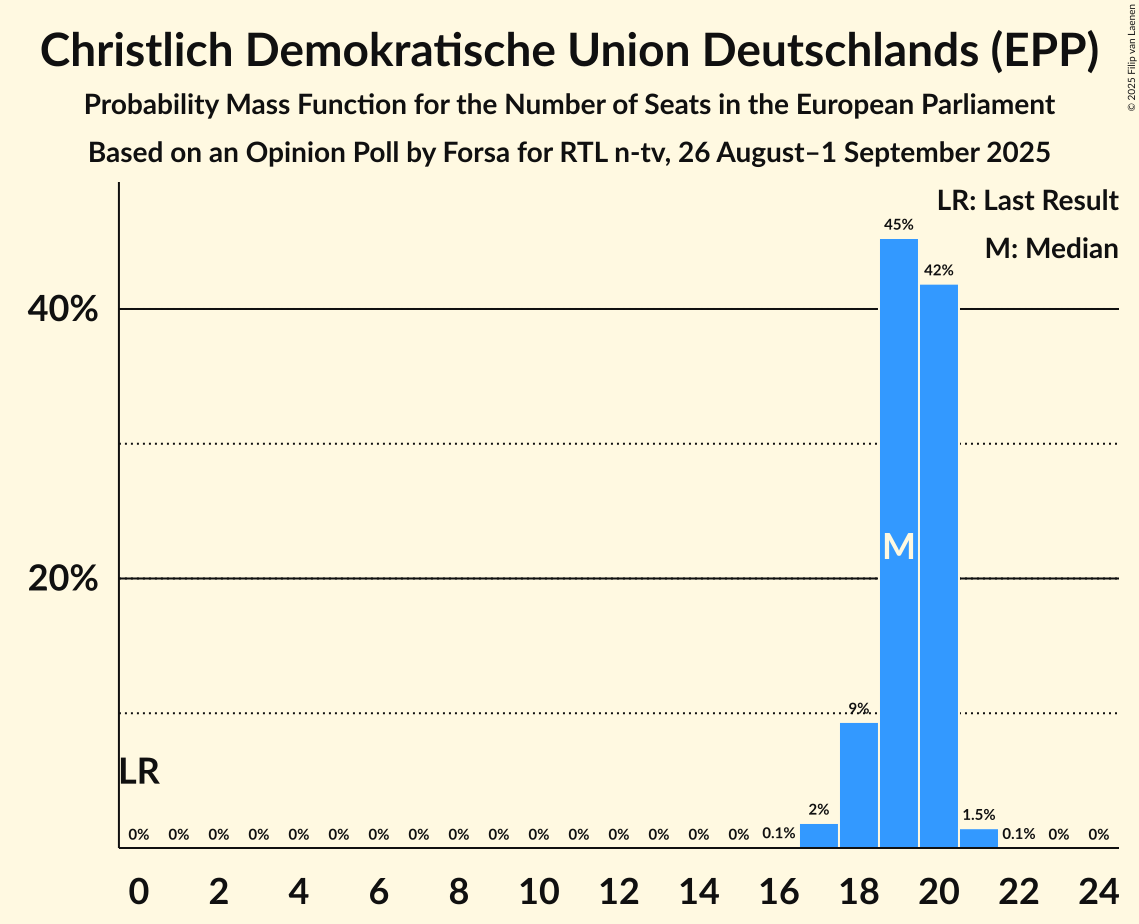 Christlich Demokratische Union Deutschlands (EPP)
Probability Mass Function for the Number of Seats in the European Parliament
Based on an Opinion Poll by Forsa for RTL n-tv, 26 August–1 September 2025
© 2025 Filip van Laenen
LR: Last Result
M: Median
45%
42%
40%
M
20%
9%
LR
2%
1.5%
0% 0% 0% 0% 0% 0% 0% 0% 0% 0% 0% 0% 0% 0% 0% 0% 0.1% 0.1% 0% 0%
0 2 4 6 8 10 12 14 16 18 20 22 24